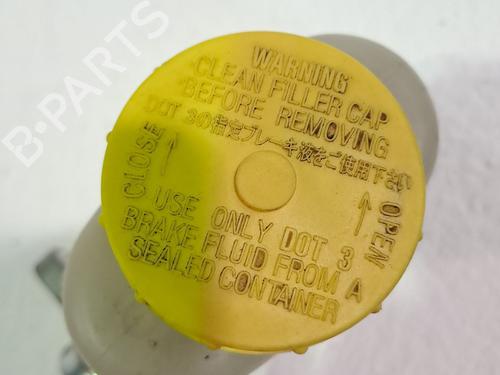 WARNING
CLEAN FILLER CAP
BEFORE REMOVING
DOT 3の指定ブレーキ液をご使用下さい
CLOSE
OPEN
USE ONLY DOT 3
BRAKE FLUID FROM A
SEALED CONTAINER
B-PARTS